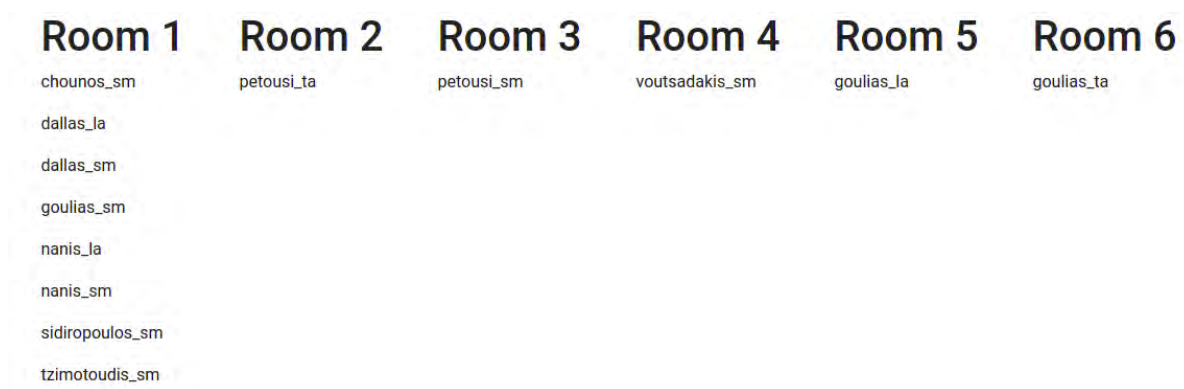 Room 1 Room 2 Room 3 Room 4 Room 5 Room 6
chounos_sm petousi_ta petousi_sm voutsadakis_sm goulias_la goulias_ta
dallas_la
dallas_sm
goulias_sm
nanis_la
nanis_sm
sidiropoulos_sm
tzimotoudis_sm